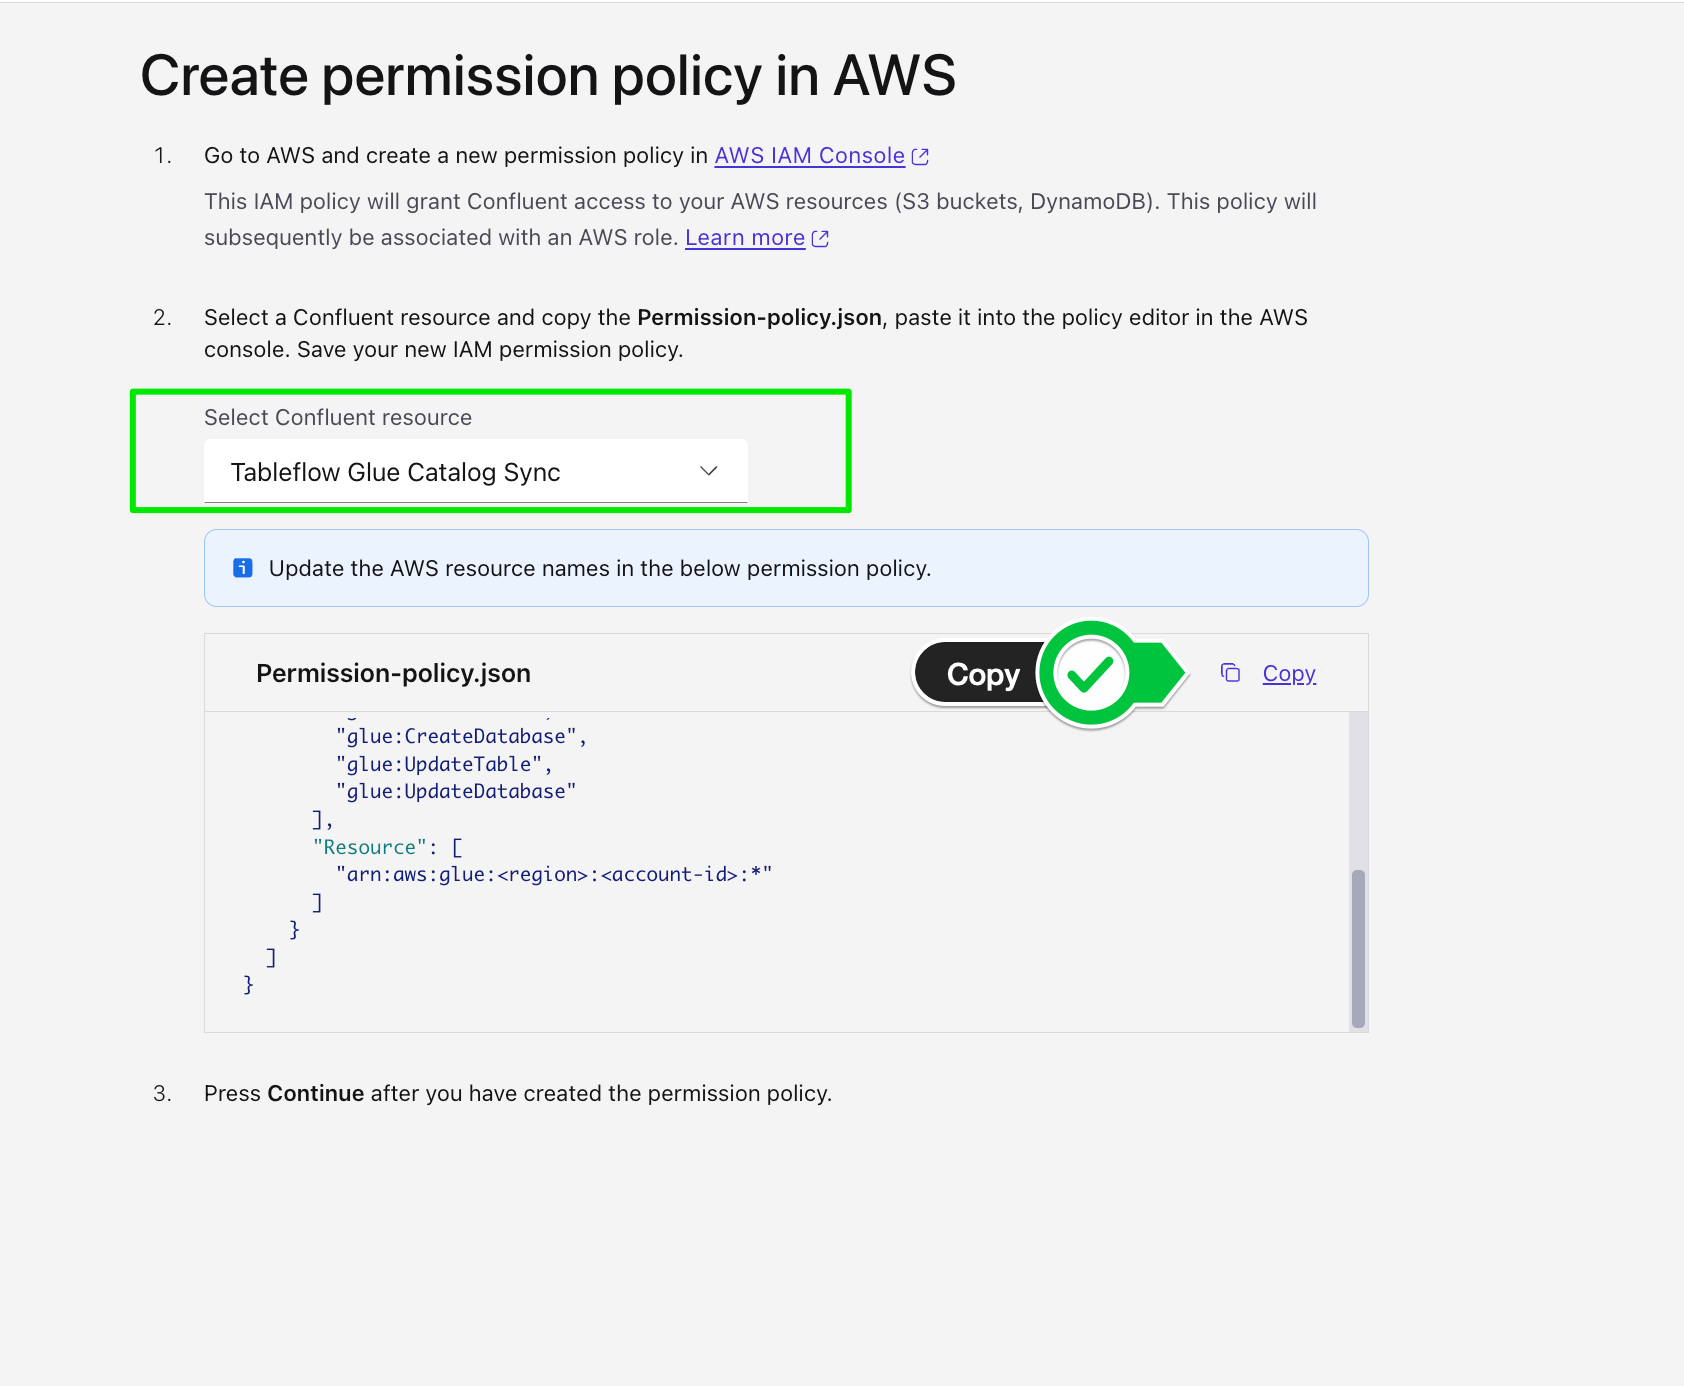 Create permission policy in AWS
1. Go to AWS and create a new permission policy in AWS IAM Console
This IAM policy will grant Confluent access to your AWS resources (S3 buckets, DynamoDB). This policy will
subsequently be associated with an AWS role. Learn more
2. Select a Confluent resource and copy the Permission-policy.json, paste it into the policy editor in the AWS
console. Save your new IAM permission policy.
Select Confluent resource
Tableflow Glue Catalog Sync
Update the AWS resource names in the below permission policy.
Permission-policy.json Copy Copy
"glue:CreateDatabase",
"glue:UpdateTable",
"glue:UpdateDatabase"
],
"Resource": [
"arn:aws:glue:<region>:<account-id>:*"
]
}
]
}
3. Press Continue after you have created the permission policy.